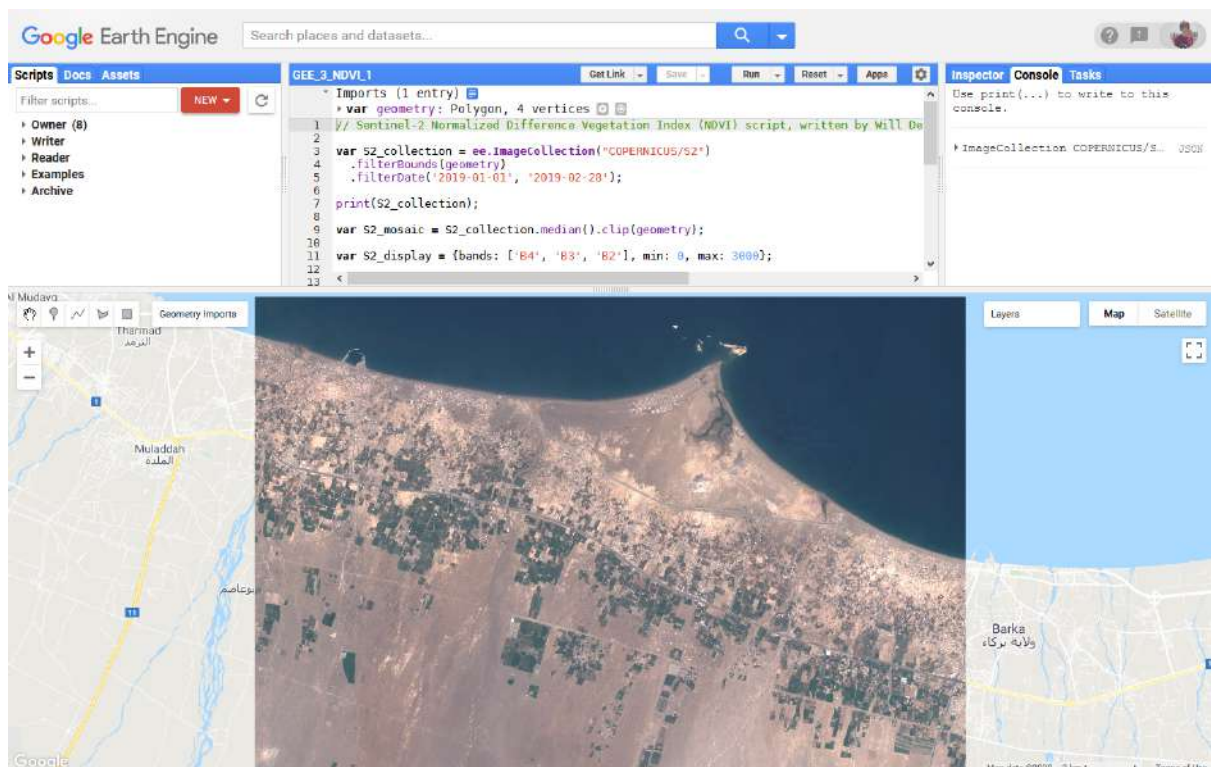 Google Earth Engine
Search places and datasets...
Scripts Docs Assets
Filter scripts...
NEW
Owner (8)
Writer
Reader
Examples
Archive
GEE_3_NDVI_1
Get Link
Save
Run
Reset
Apps
Imports (1 entry)
var geometry: Polygon, 4 vertices
1 // Sentinel-2 Normalized Difference Vegetation Index (NDVI) script, written by Will De
2
3 var S2_collection = ee.ImageCollection("COPERNICUS/S2")
4 .filterBounds(geometry)
5 .filterDate('2019-01-01', '2019-02-28');
6
7 print(S2_collection);
8
9 var S2_mosaic = S2_collection.median().clip(geometry);
10
11 var S2_display = {bands: ['B4', 'B3', 'B2'], min: 0, max: 3000};
12
13
Inspector Console Tasks
Use print(...) to write to this
console.
ImageCollection COPERNICUS/S... JSON
Al Mudayq
Geometry Imports
Layers
Map
Satellite
Tharmad
الترمد
1
Muladdah
الملدة
بوعاصم
11
Barka
ولاية بركاء
Google